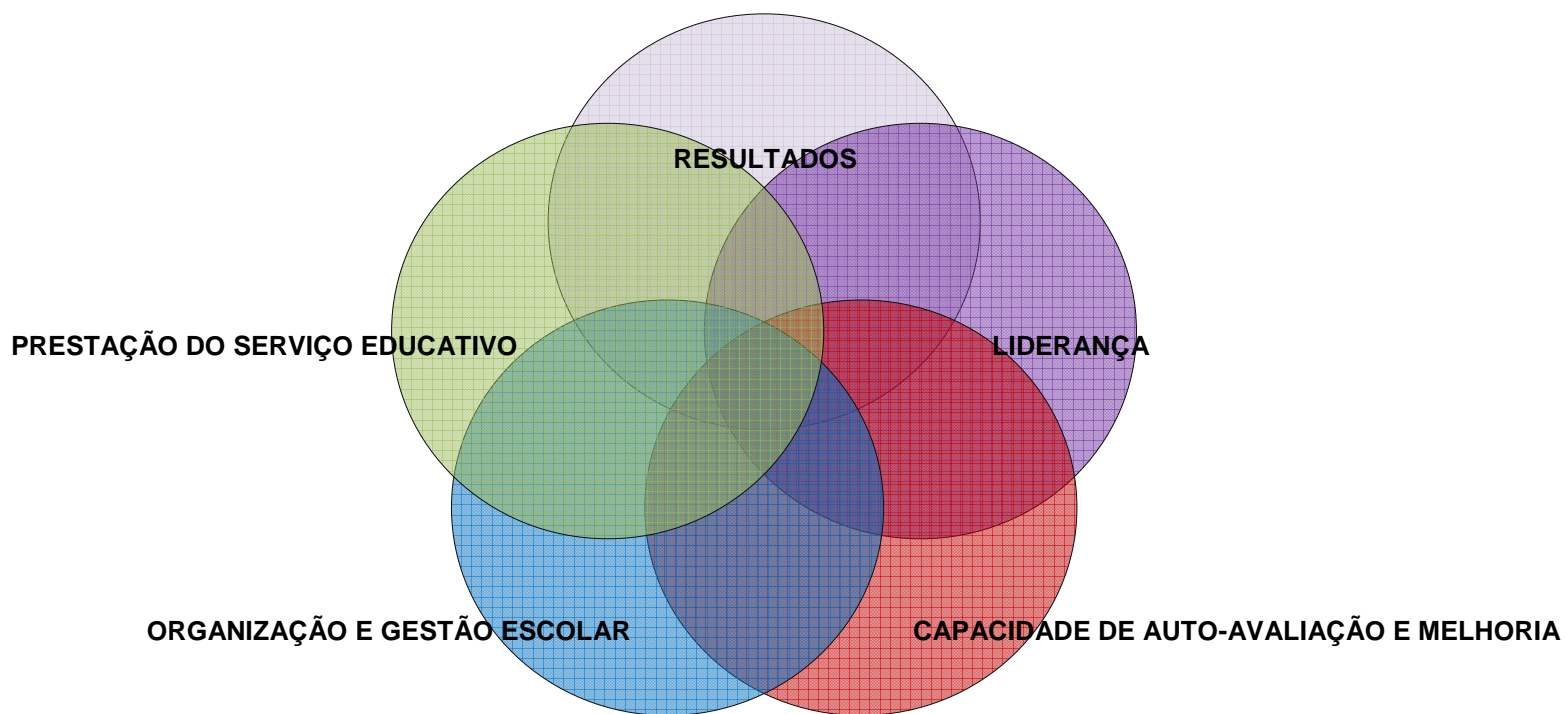 RESULTADOS
PRESTAÇÃO DO SERVIÇO EDUCATIVO
LIDERANÇA
ORGANIZAÇÃO E GESTÃO ESCOLAR
CAPACIDADE DE AUTO-AVALIAÇÃO E MELHORIA